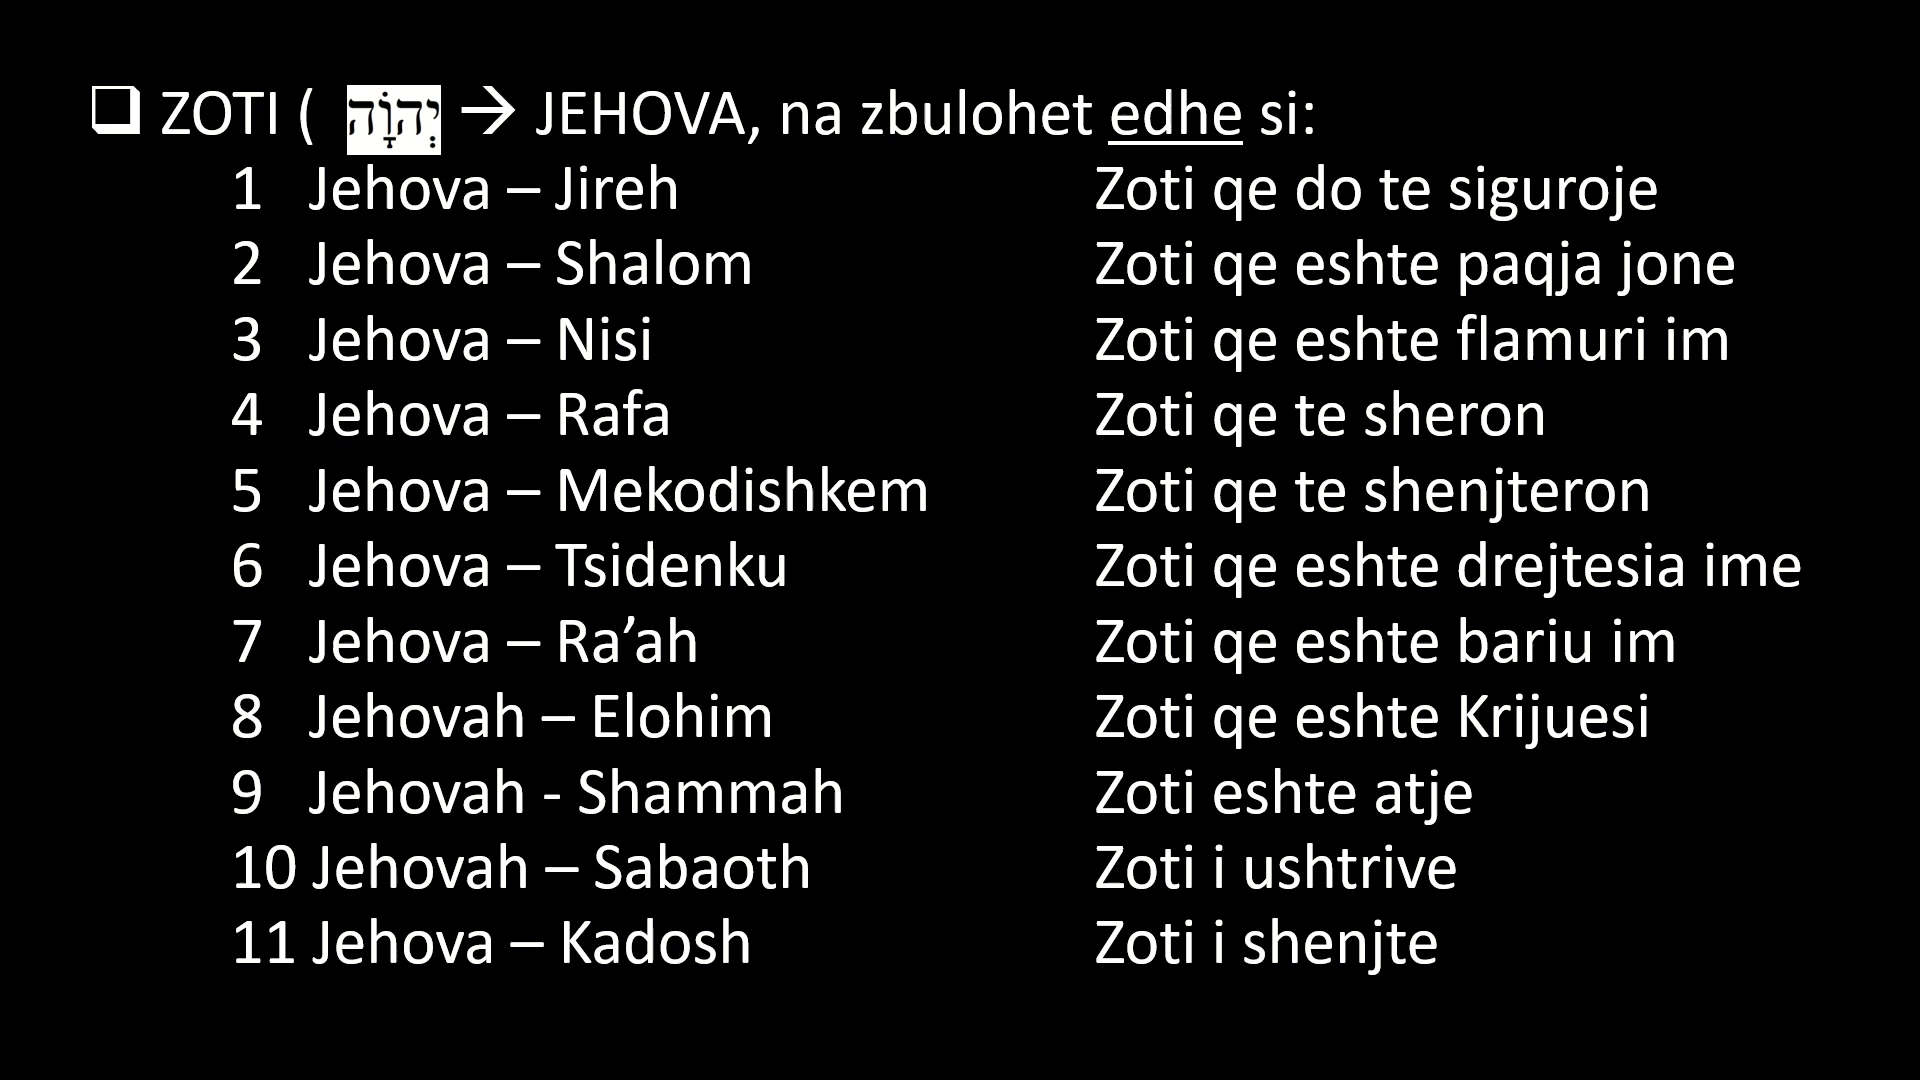 ❑ ZOTI ( יְהוָֹה → JEHOVA, na zbulohet edhe si:
1 Jehova – Jireh Zoti qe do te siguroje
2 Jehova – Shalom Zoti qe eshte paqja jone
3 Jehova – Nisi Zoti qe eshte flamuri im
4 Jehova – Rafa Zoti qe te sheron
5 Jehova – Mekodishkem Zoti qe te shenjteron
6 Jehova – Tsidenku Zoti qe eshte drejtesia ime
7 Jehova – Ra’ah Zoti qe eshte bariu im
8 Jehovah – Elohim Zoti qe eshte Krijuesi
9 Jehovah - Shammah Zoti eshte atje
10 Jehovah – Sabaoth Zoti i ushtrive
11 Jehova – Kadosh Zoti i shenjte